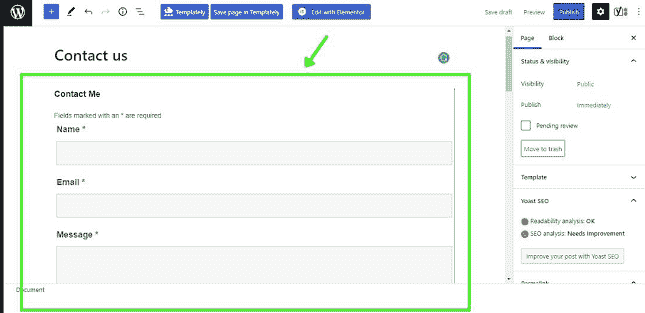 Templately
Save page in Templately
Edit with Elementor
Save draft
Preview
Publish
Contact us
Contact Me
Fields marked with an * are required
Name *
Email *
Message *
Document
Page
Block
Status & visibility
Visibility
Public
Publish
Immediately
Pending review
Move to trash
Template
Yoast SEO
Readability analysis: OK
SEO analysis: Needs improvement
Improve your post with Yoast SEO